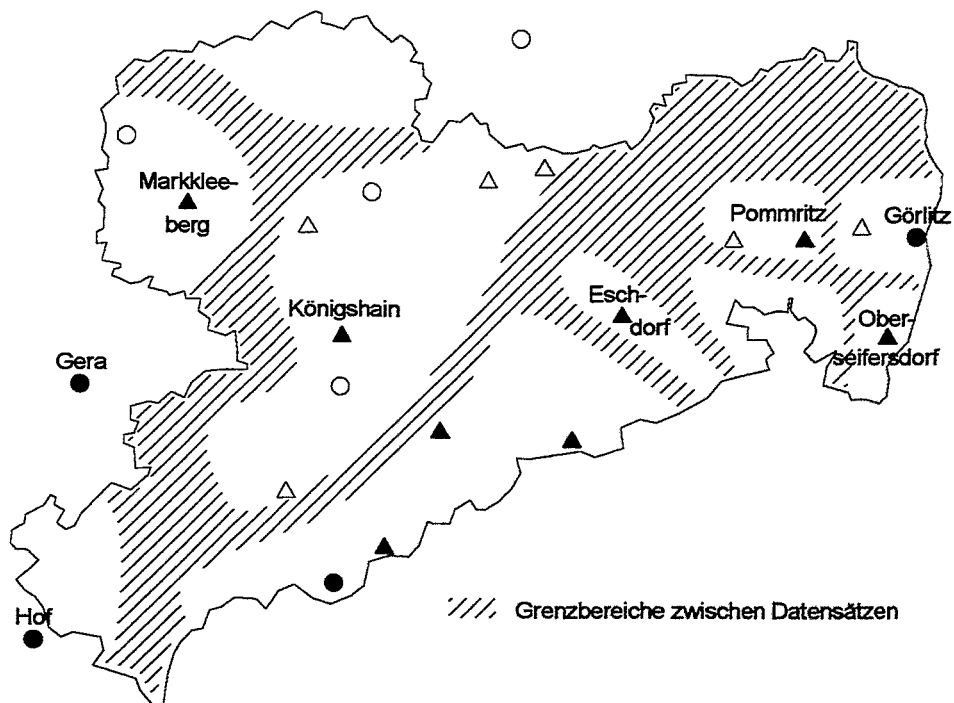 Markklee-
berg
Pommritz
Görlitz
Königshain
Esch-
dorf
Ober-
seifersdorf
Gera
Hof
Grenzbereiche zwischen Datensätzen